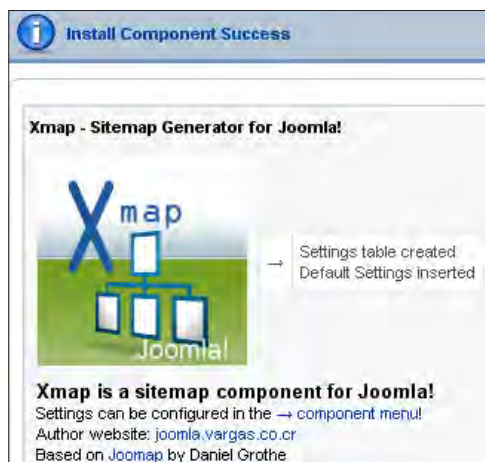 Install Component Success
Xmap - Sitemap Generator for Joomla!
Xmap
Joomla!
→ Settings table created
Default Settings inserted
Xmap is a sitemap component for Joomla!
Settings can be configured in the → component menu!
Author website: joomla.vargas.co.cr
Based on Joomap by Daniel Grothe